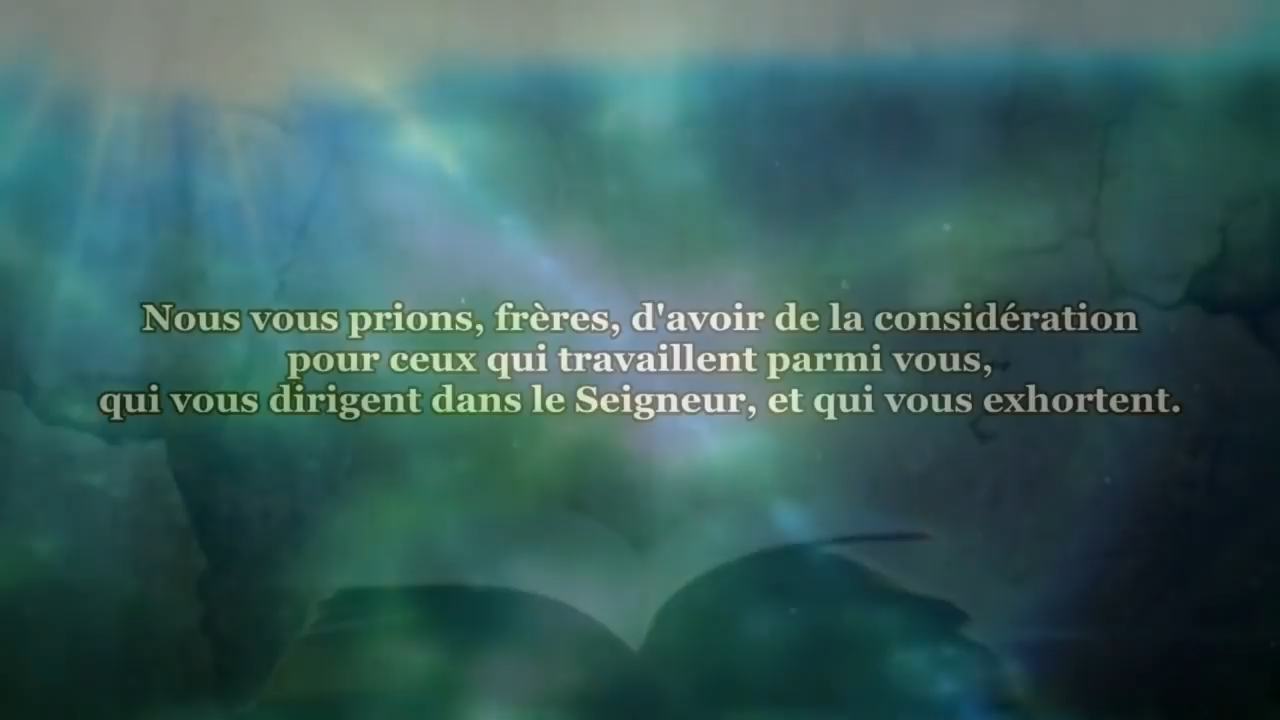 Nous vous prions, frères, d'avoir de la considération
pour ceux qui travaillent parmi vous,
qui vous dirigent dans le Seigneur, et qui vous exhortent.